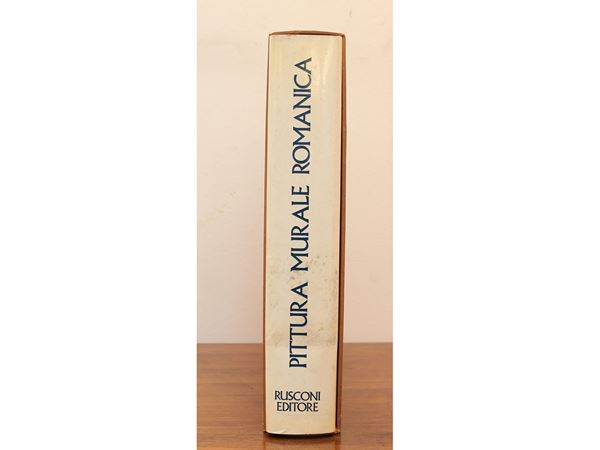 PITTURA MURALE ROMANICA
RUSCONI
EDITORE